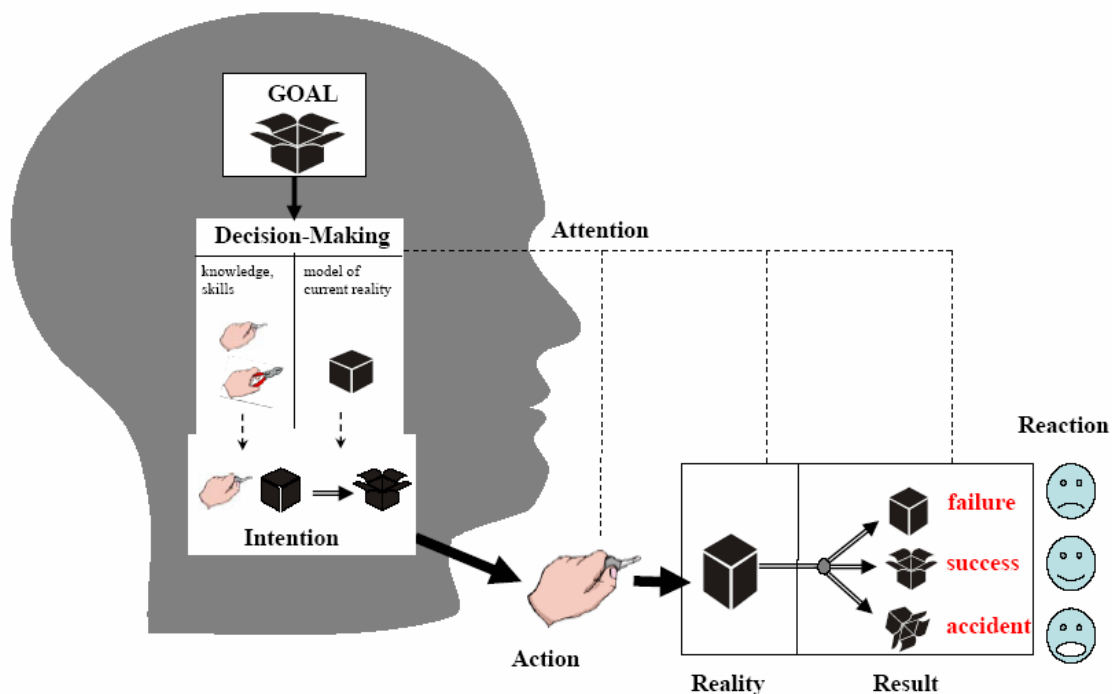 GOAL
Decision-Making
Attention
knowledge,
skills
model of
current reality
Intention
Action
Reaction
failure
success
accident
Reality
Result